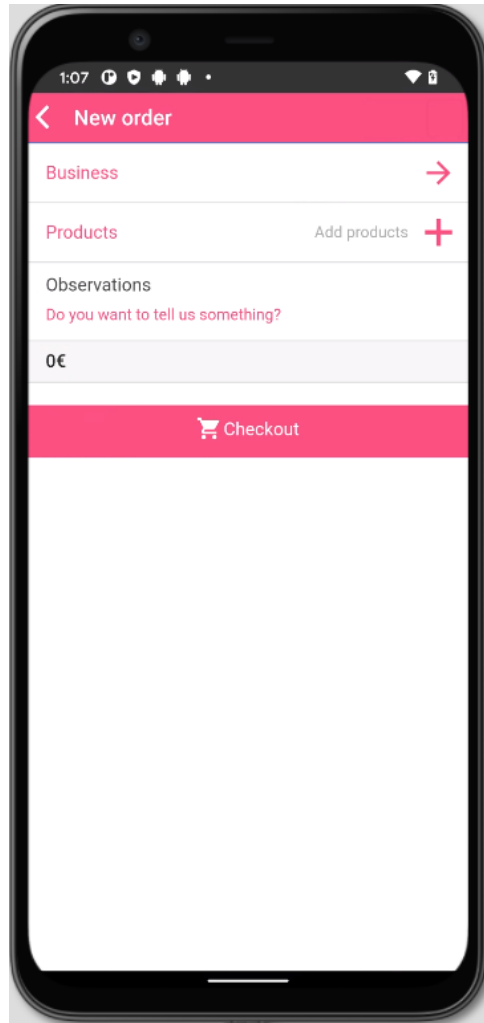 1:07
New order
Business
Products Add products
Observations
Do you want to tell us something?
0€
Checkout